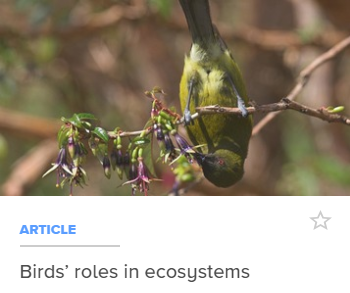 ARTICLE
Birds’ roles in ecosystems